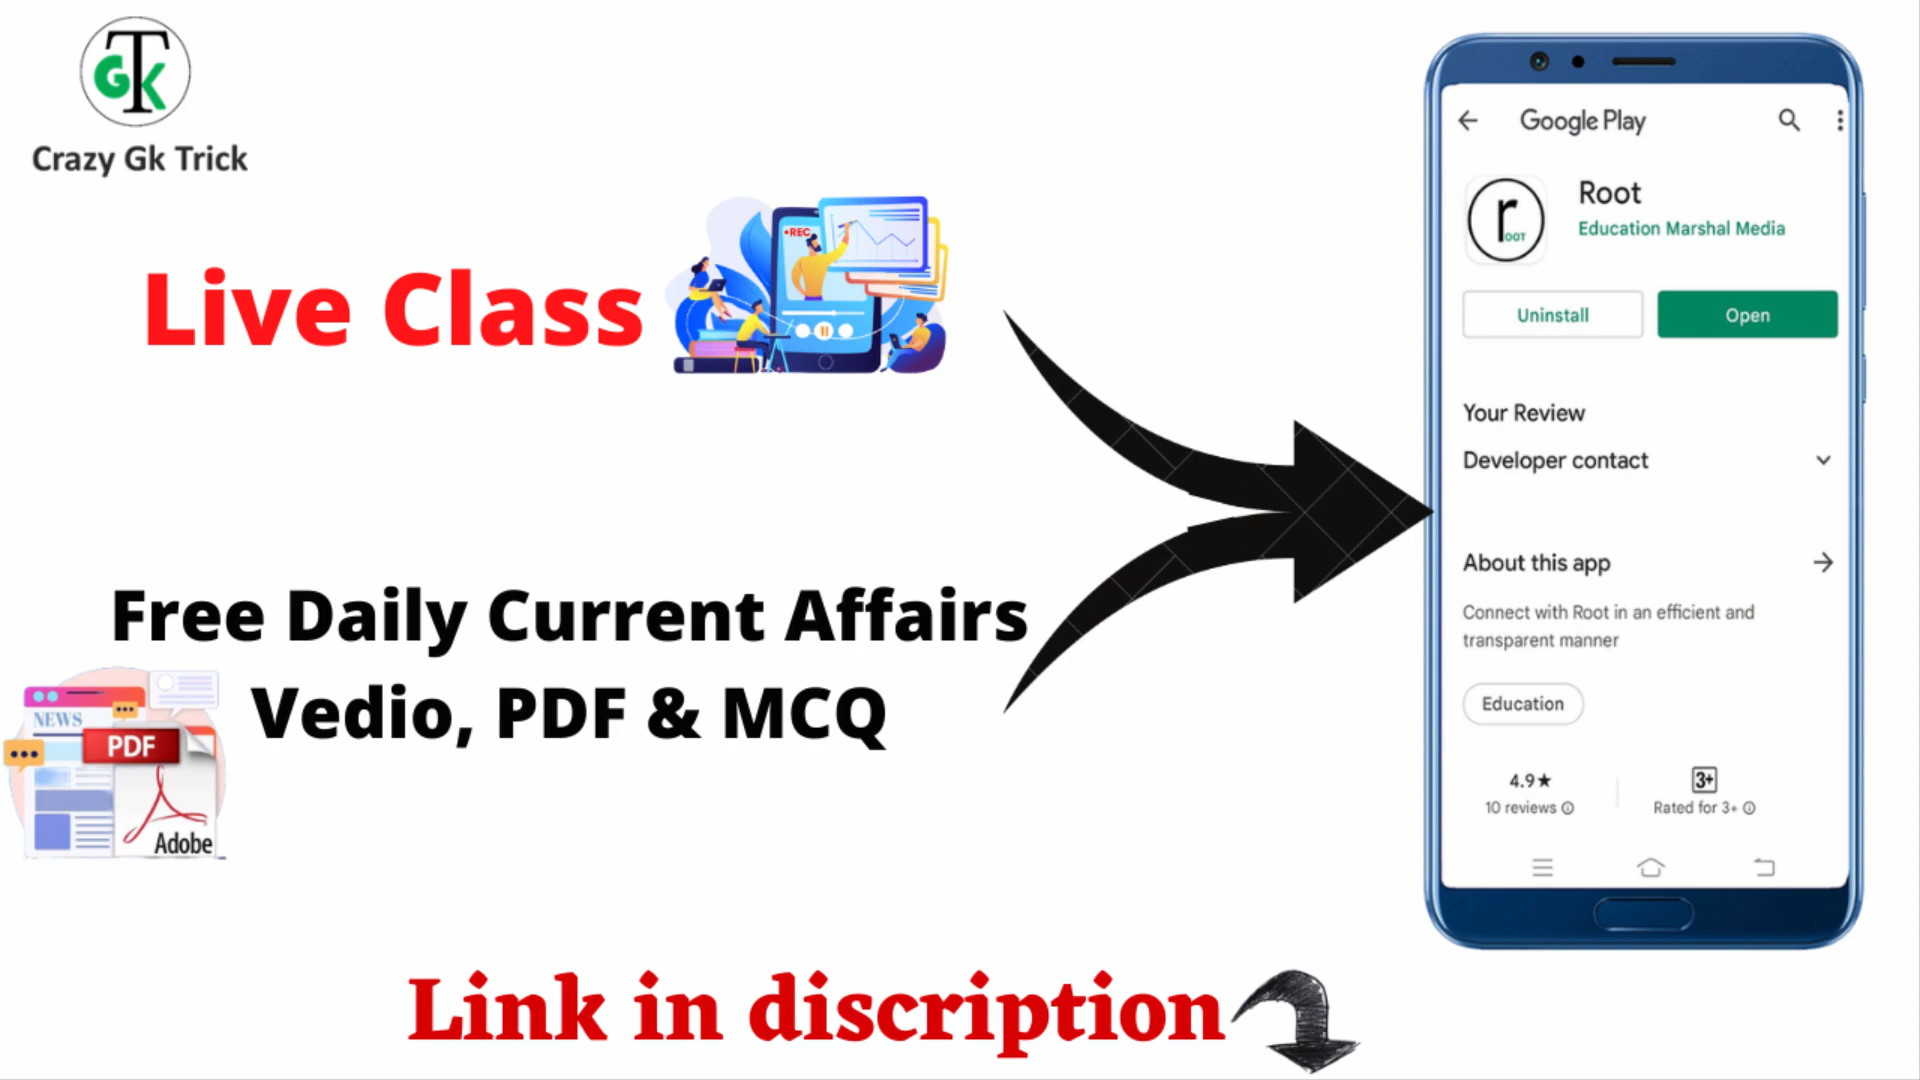 GKT
Crazy Gk Trick
Live Class
•REC
Free Daily Current Affairs
Vedio, PDF & MCQ
NEWS
PDF
Adobe
Link in discription
Google Play
rOOT
Root
Education Marshal Media
Uninstall
Open
Your Review
Developer contact
About this app
Connect with Root in an efficient and
transparent manner
Education
4.9★
3+
10 reviews
Rated for 3+